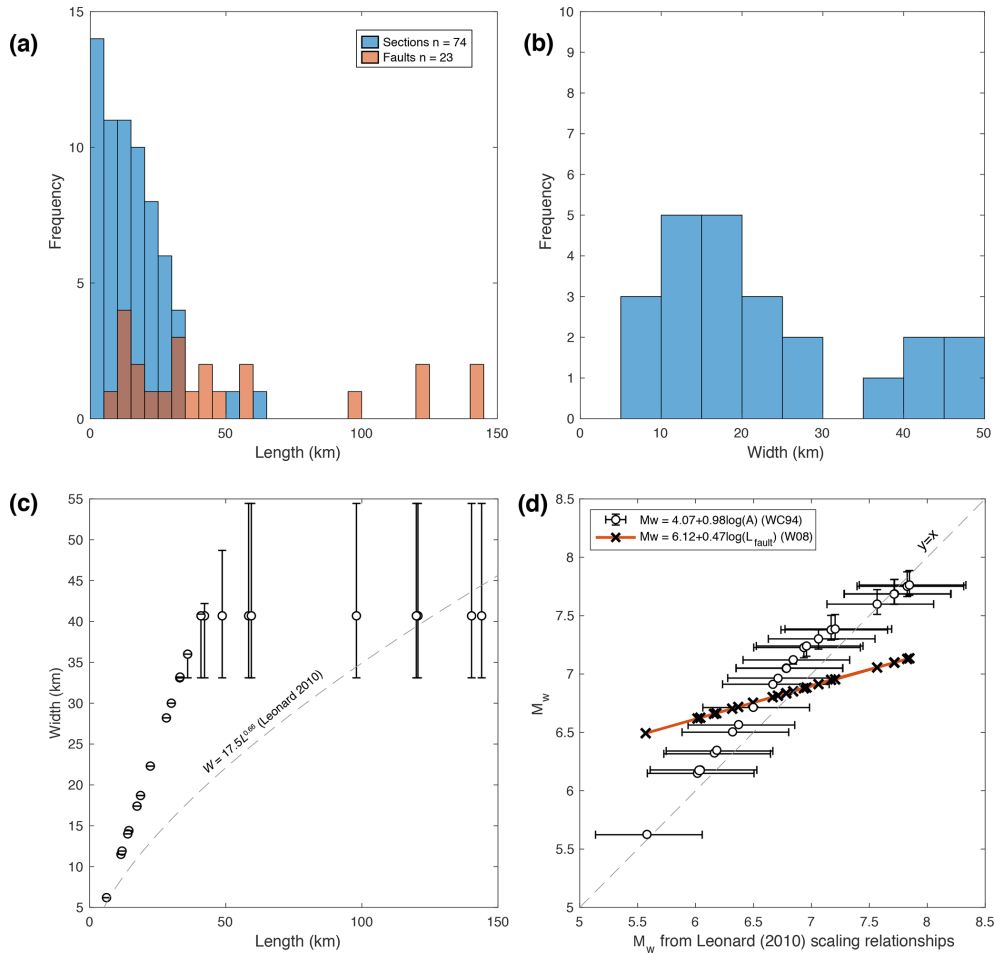 (a)
15
10
5
0
Frequency
Sections n = 74
Faults n = 23
0 50 100 150
Length (km)
(b)
10
9
8
7
6
5
4
3
2
1
0
Frequency
0 10 20 30 40 50
Width (km)
(c)
55
50
45
40
35
30
25
20
15
10
5
Width (km)
W = 17.5L^0.66 (Leonard 2010)
0 50 100 150
Length (km)
(d)
8.5
8
7.5
7
6.5
6
5.5
5
M_w
Mw = 4.07+0.98log(A) (WC94)
Mw = 6.12+0.47log(L_fault) (W08)
y=x
5 5.5 6 6.5 7 7.5 8 8.5
M_w from Leonard (2010) scaling relationships